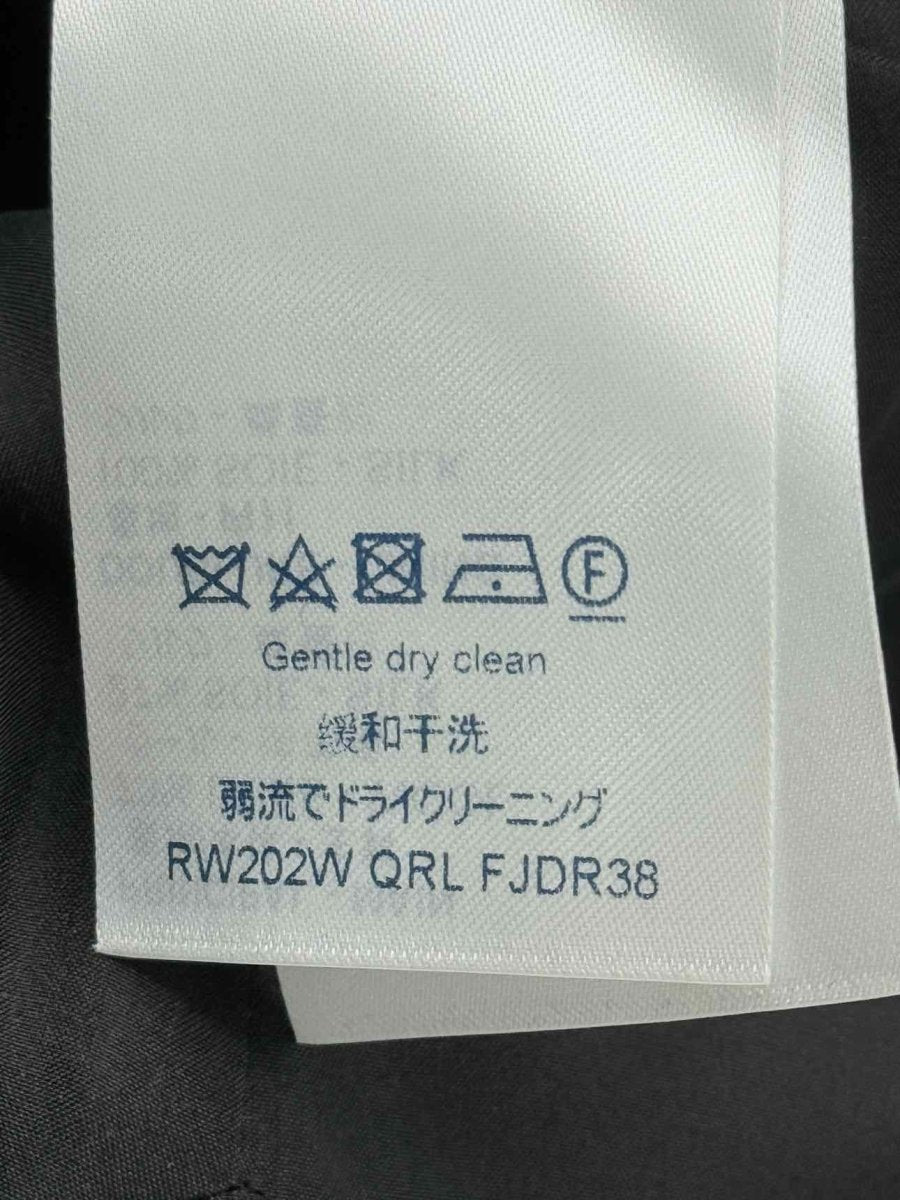 F
Gentle dry clean
缓和干洗
弱流でドライクリーニング
RW202W QRL FJDR38